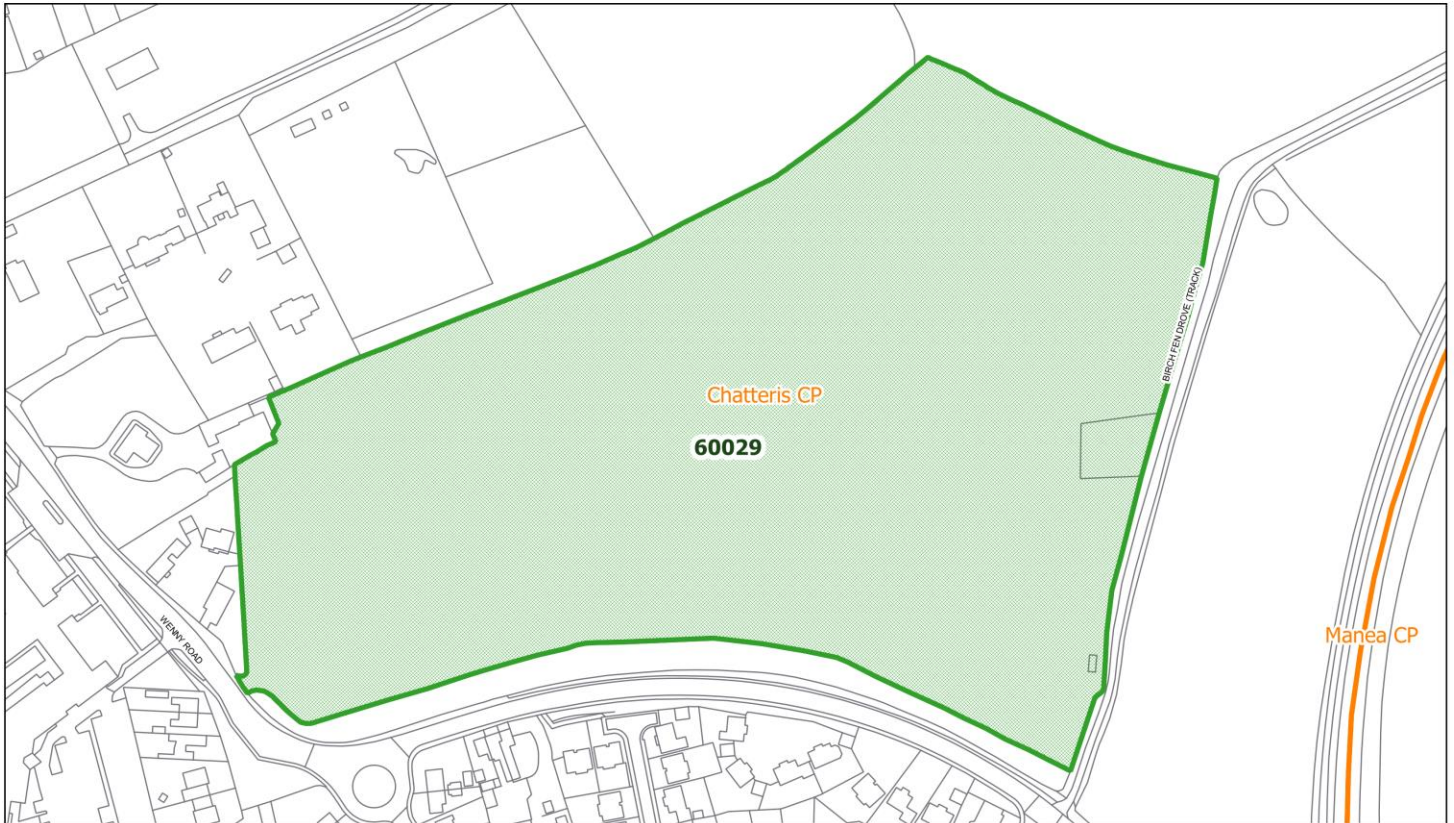 BIRCH FEN DROVE (TRACK)
Chatteris CP
60029
WENNY ROAD
Manea CP